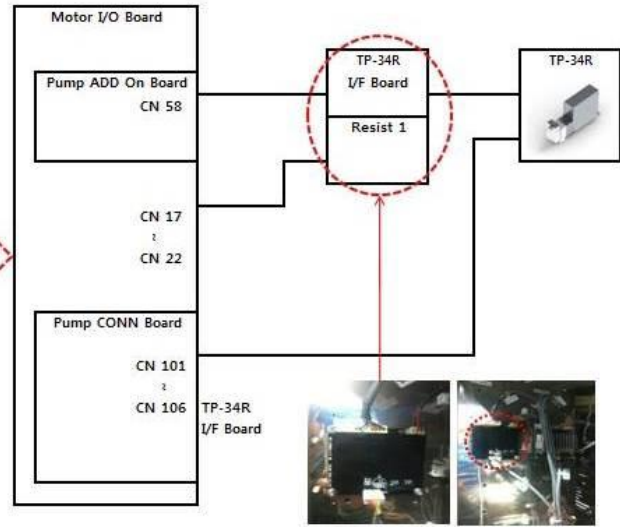 Motor I/O Board
Pump ADD On Board
CN 58
CN 17
~
CN 22
Pump CONN Board
CN 101
~
CN 106
TP-34R
I/F Board
TP-34R
I/F Board
Resist 1
TP-34R